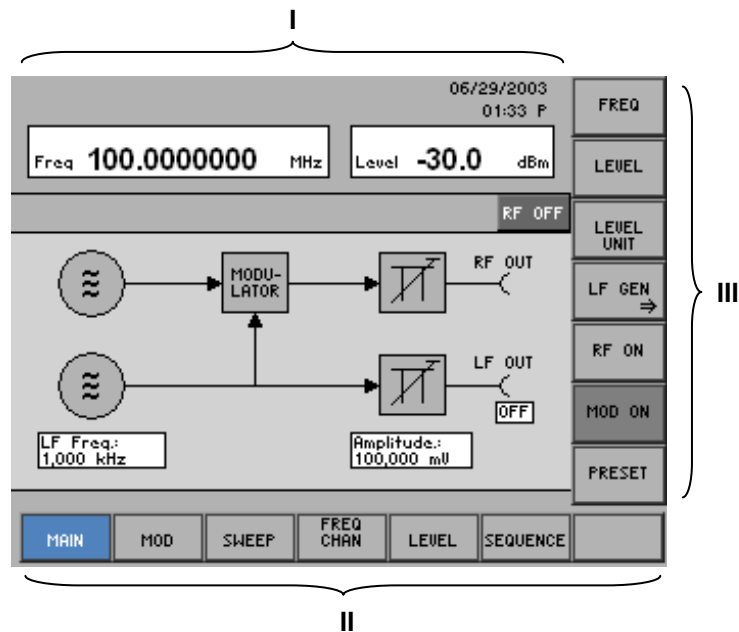 I
06/29/2003
01:33 P
Freq 100.0000000 MHz
Level -30.0 dBm
RF OFF
MODU-
LATOR
RF OUT
LF OUT
OFF
LF Freq.:
1,000 kHz
Amplitude.:
100,000 mV
FREQ
LEVEL
LEVEL
UNIT
LF GEN
⇒
RF ON
MOD ON
PRESET
III
MAIN
MOD
SWEEP
FREQ
CHAN
LEVEL
SEQUENCE
II